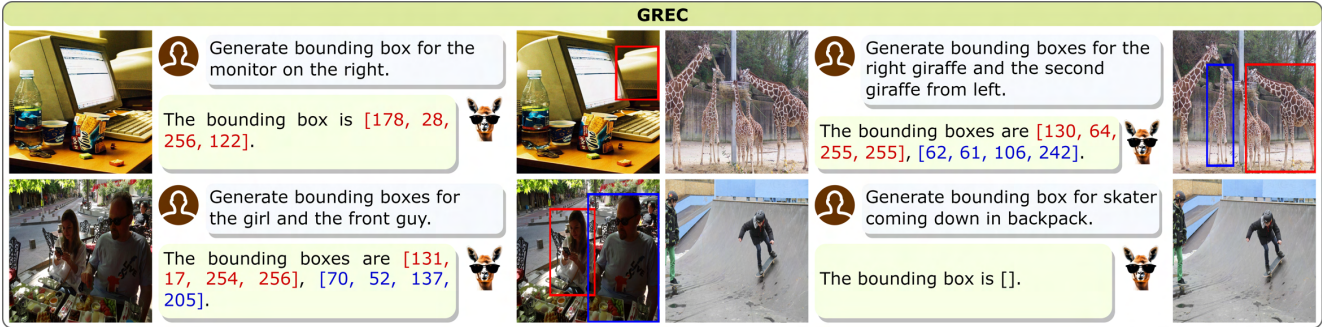 GREC
Generate bounding box for the
monitor on the right.
The bounding box is [178, 28,
256, 122].
Generate bounding boxes for the
right giraffe and the second
giraffe from left.
The bounding boxes are [130, 64,
255, 255], [62, 61, 106, 242].
Generate bounding boxes for
the girl and the front guy.
The bounding boxes are [131,
17, 254, 256], [70, 52, 137,
205].
Generate bounding box for skater
coming down in backpack.
The bounding box is [].